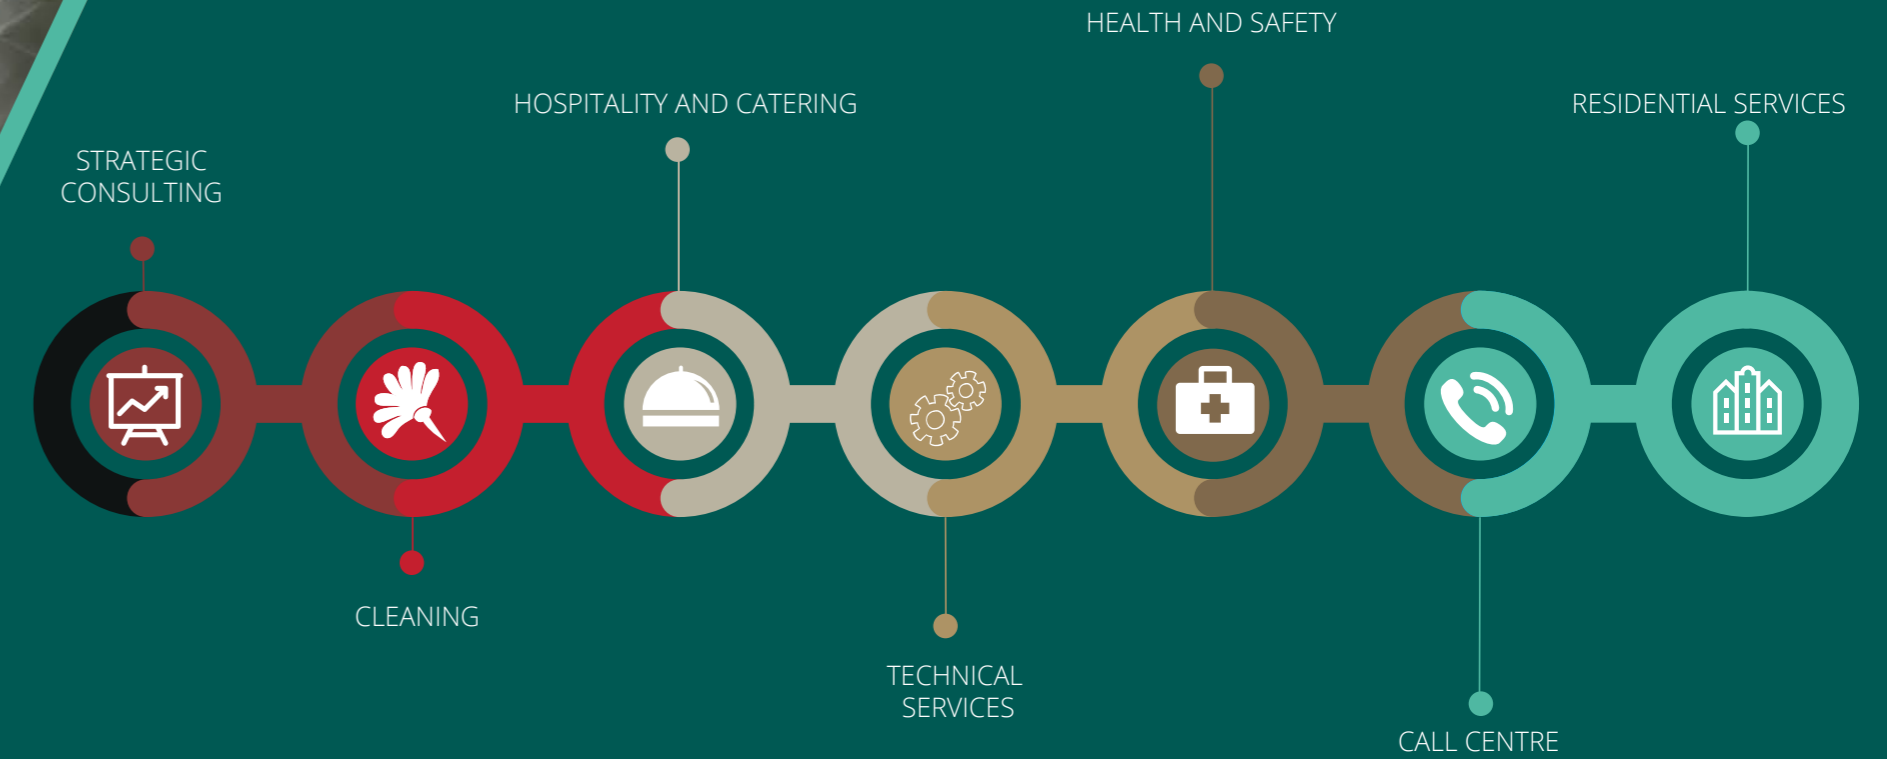 STRATEGIC
CONSULTING
CLEANING
HOSPITALITY AND CATERING
TECHNICAL
SERVICES
HEALTH AND SAFETY
CALL CENTRE
RESIDENTIAL SERVICES